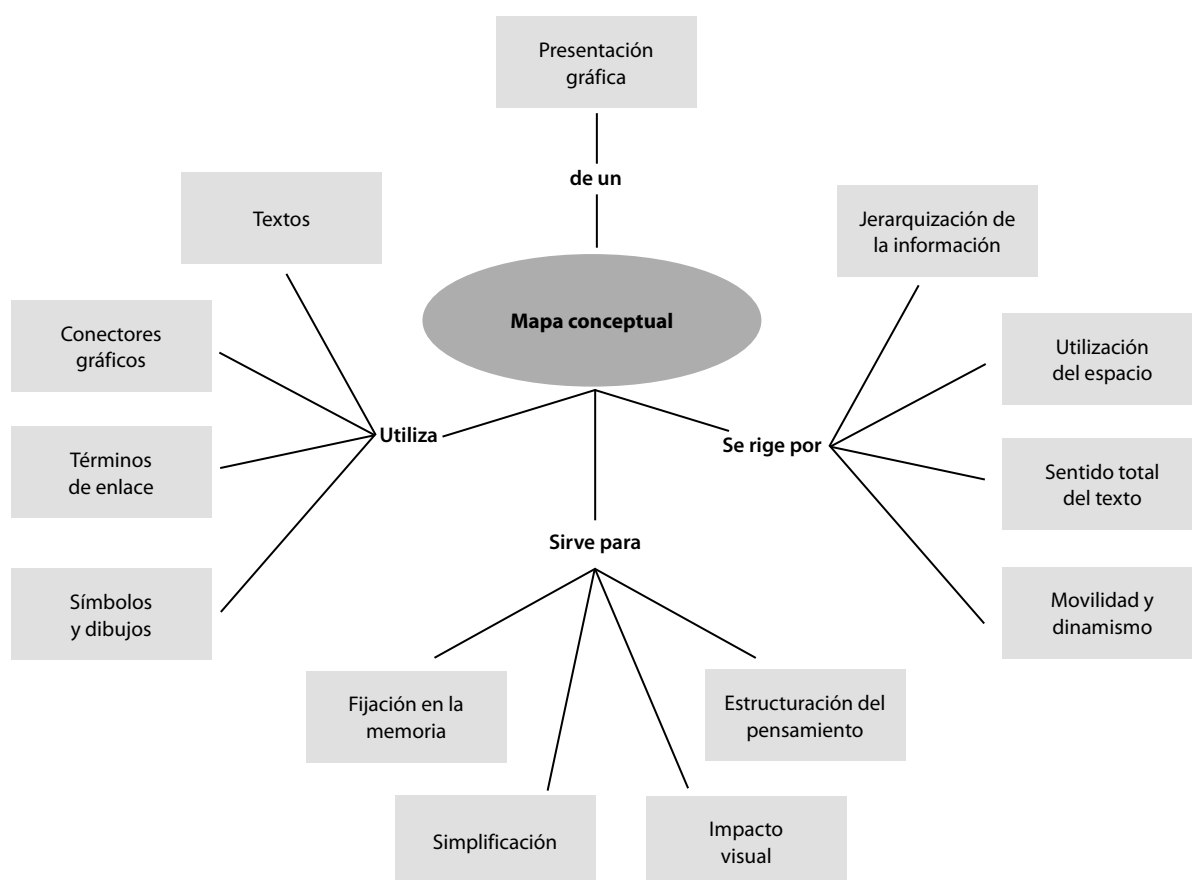 Presentación
gráfica
de un
Mapa conceptual
Utiliza
Textos
Conectores
gráficos
Términos
de enlace
Símbolos
y dibujos
Sirve para
Fijación en la
memoria
Simplificación
Impacto
visual
Estructuración del
pensamiento
Se rige por
Jerarquización de
la información
Utilización
del espacio
Sentido total
del texto
Movilidad y
dinamismo